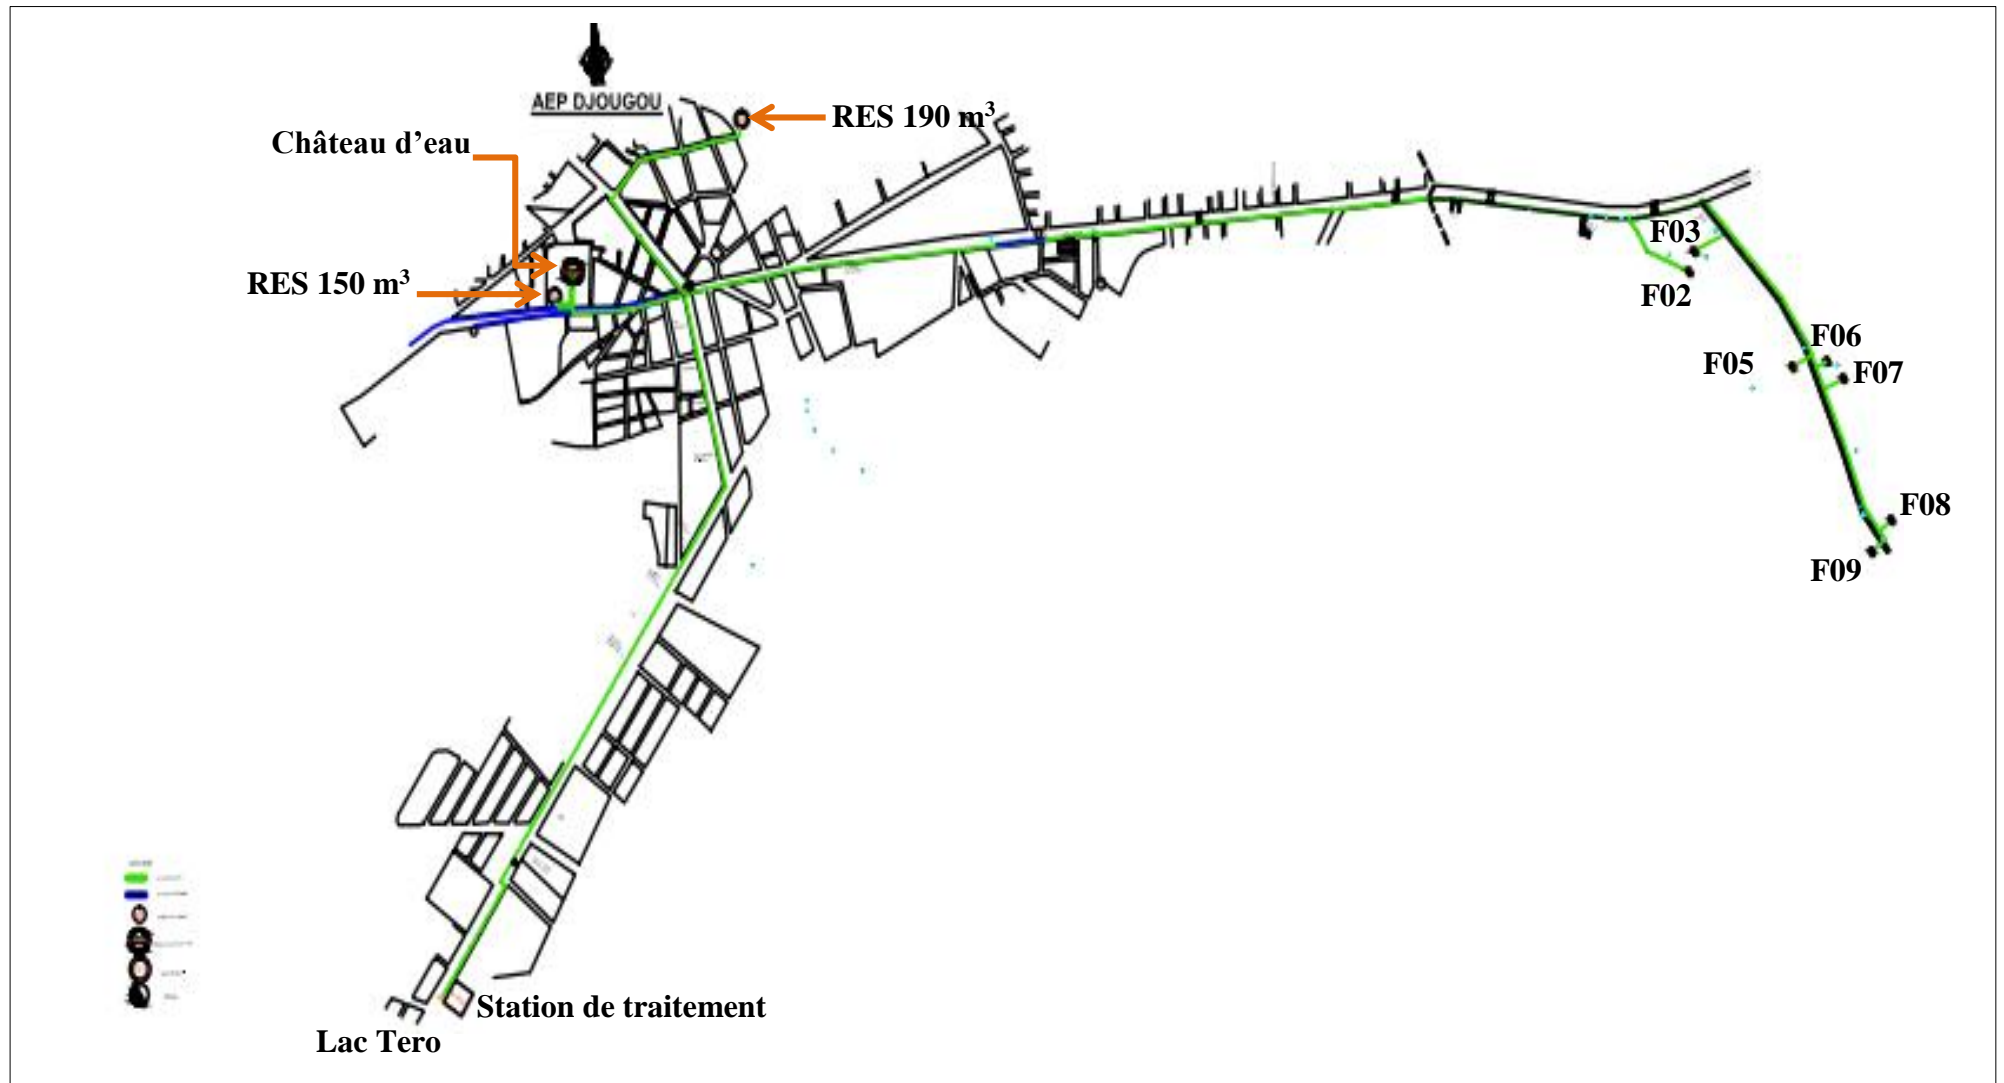 AEP DJOUGOU
RES 190 m³
Château d’eau
RES 150 m³
F03
F02
F06
F05
F07
F08
F09
Station de traitement
Lac Tero